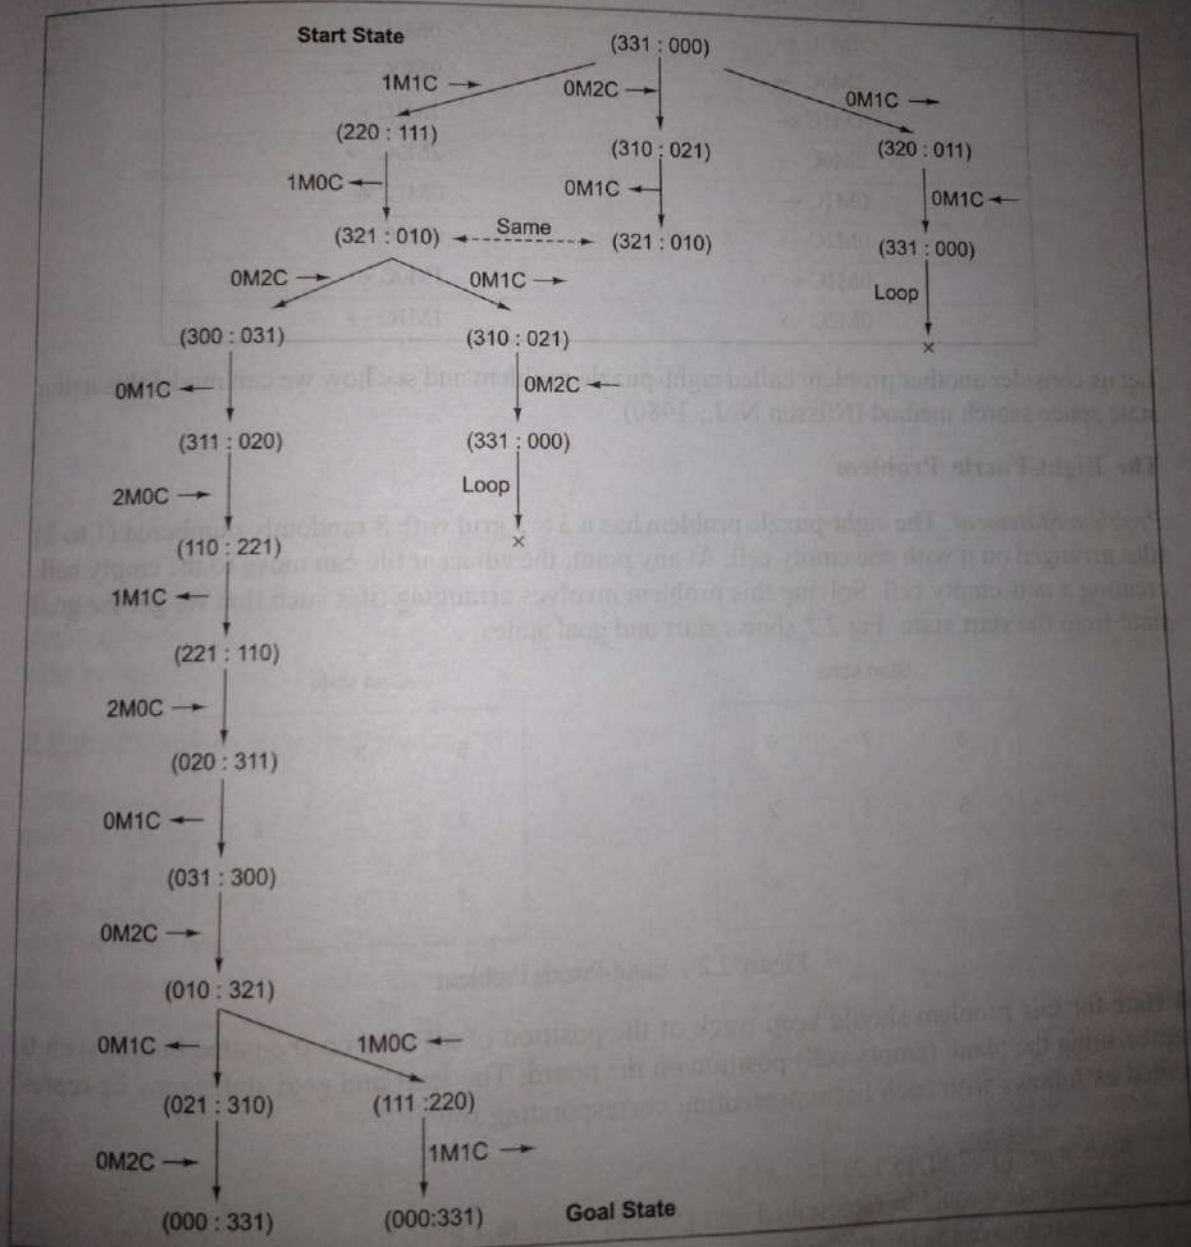 Start State (331 : 000)
1M1C → 0M2C → 0M1C →
(220 : 111) (310 : 021) (320 : 011)
1M0C ← 0M1C ← 0M1C ←
(321 : 010) Same (321 : 010) (331 : 000)
0M2C → 0M1C → Loop
(300 : 031) (310 : 021) ×
0M1C ← 0M2C ←
(311 : 020) (331 : 000)
2M0C → Loop
(110 : 221) ×
1M1C ←
(221 : 110)
2M0C →
(020 : 311)
0M1C ←
(031 : 300)
0M2C →
(010 : 321)
0M1C ← 1M0C ←
(021 : 310) (111 :220)
0M2C → 1M1C →
(000 : 331) (000:331) Goal State